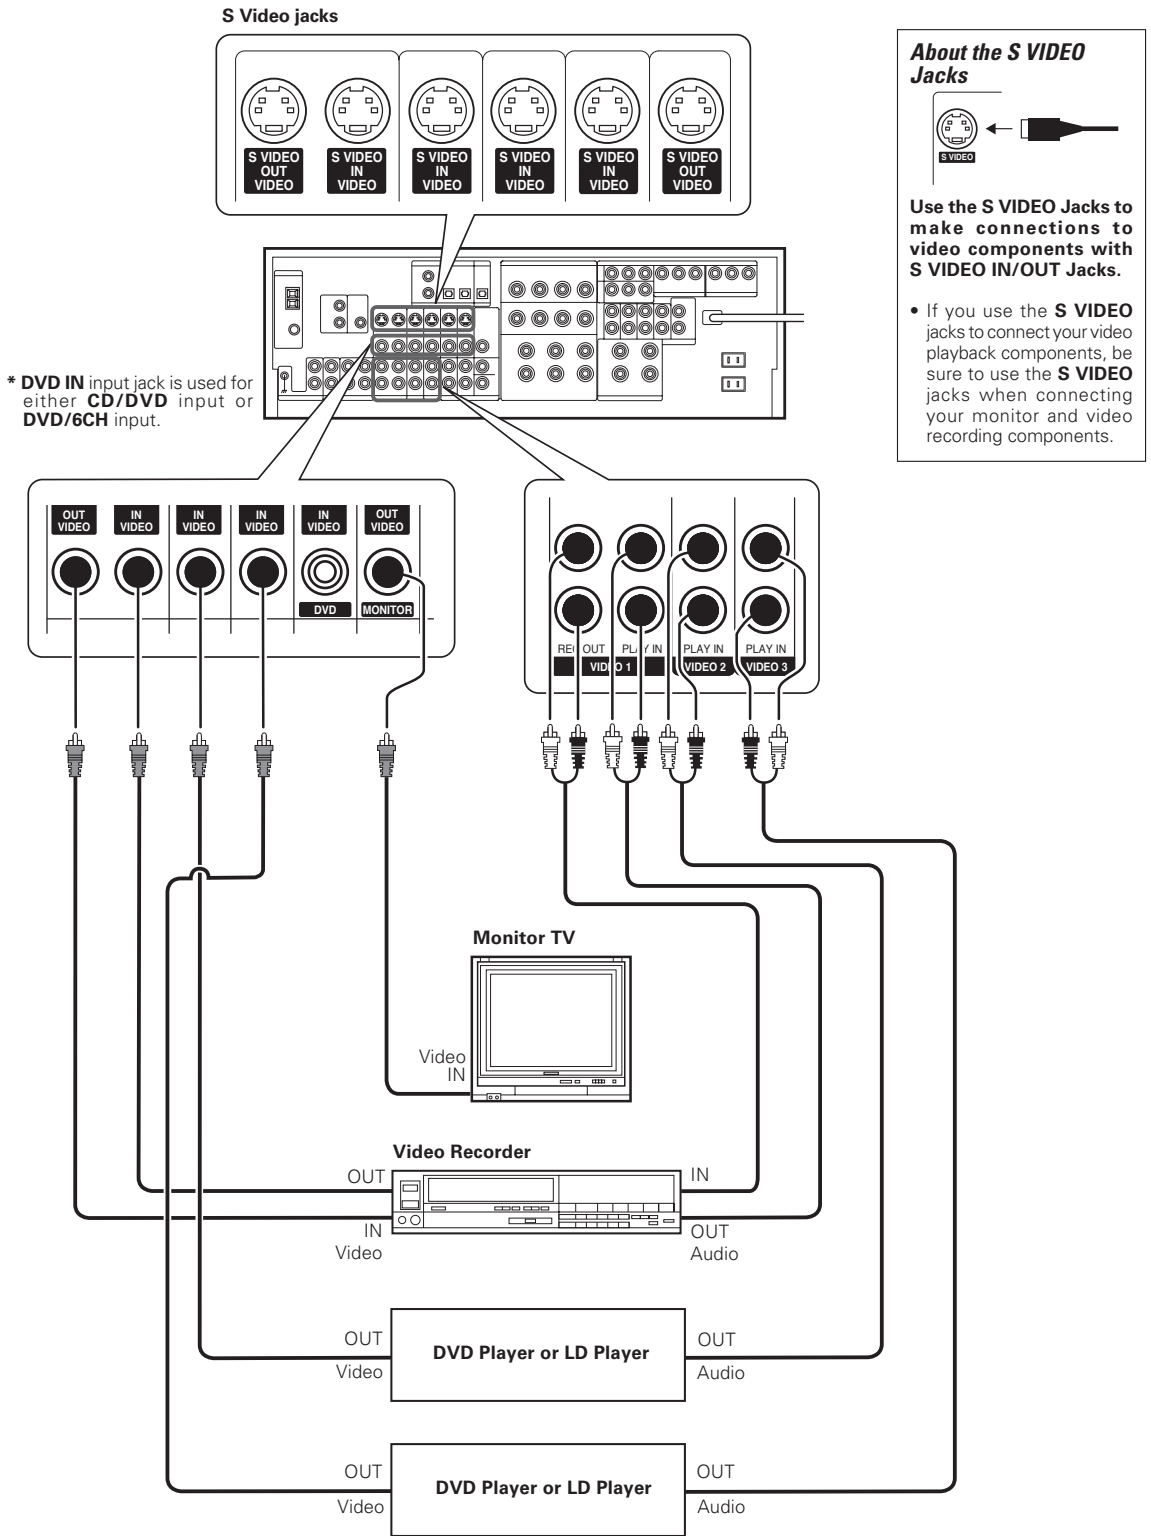 S Video jacks
S VIDEO
OUT
VIDEO
S VIDEO
IN
VIDEO
S VIDEO
IN
VIDEO
S VIDEO
IN
VIDEO
S VIDEO
IN
VIDEO
S VIDEO
OUT
VIDEO
About the S VIDEO
Jacks
S VIDEO
Use the S VIDEO Jacks to
make connections to
video components with
S VIDEO IN/OUT Jacks.
• If you use the S VIDEO
jacks to connect your video
playback components, be
sure to use the S VIDEO
jacks when connecting
your monitor and video
recording components.
* DVD IN input jack is used for
either CD/DVD input or
DVD/6CH input.
OUT
VIDEO
IN
VIDEO
IN
VIDEO
IN
VIDEO
IN
VIDEO
OUT
VIDEO
DVD
MONITOR
REC OUT
PLAY IN
PLAY IN
PLAY IN
VIDEO 1
VIDEO 2
VIDEO 3
Monitor TV
Video
IN
Video Recorder
OUT
IN
IN
Video
OUT
Audio
OUT
Video
DVD Player or LD Player
OUT
Audio
OUT
Video
DVD Player or LD Player
OUT
Audio